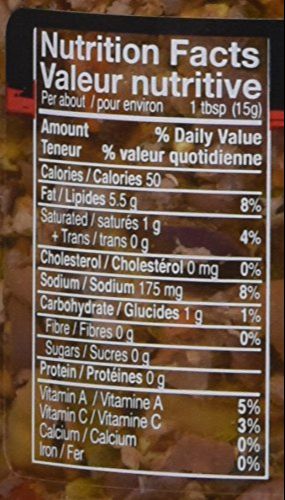 Nutrition Facts
Valeur nutritive
Per about / pour environ 1 tbsp (15g)
Amount % Daily Value
Teneur % valeur quotidienne
Calories / Calories 50
Fat / Lipides 5.5 g 8%
Saturated / saturés 1 g
+ Trans / trans 0 g 4%
Cholesterol / Cholestérol 0 mg 0%
Sodium / Sodium 175 mg 8%
Carbohydrate / Glucides 1 g 1%
Fibre / Fibres 0 g 0%
Sugars / Sucres 0 g
Protein / Protéines 0 g
Vitamin A / Vitamine A 5%
Vitamin C / Vitamine C 3%
Calcium / Calcium 0%
Iron / Fer 0%